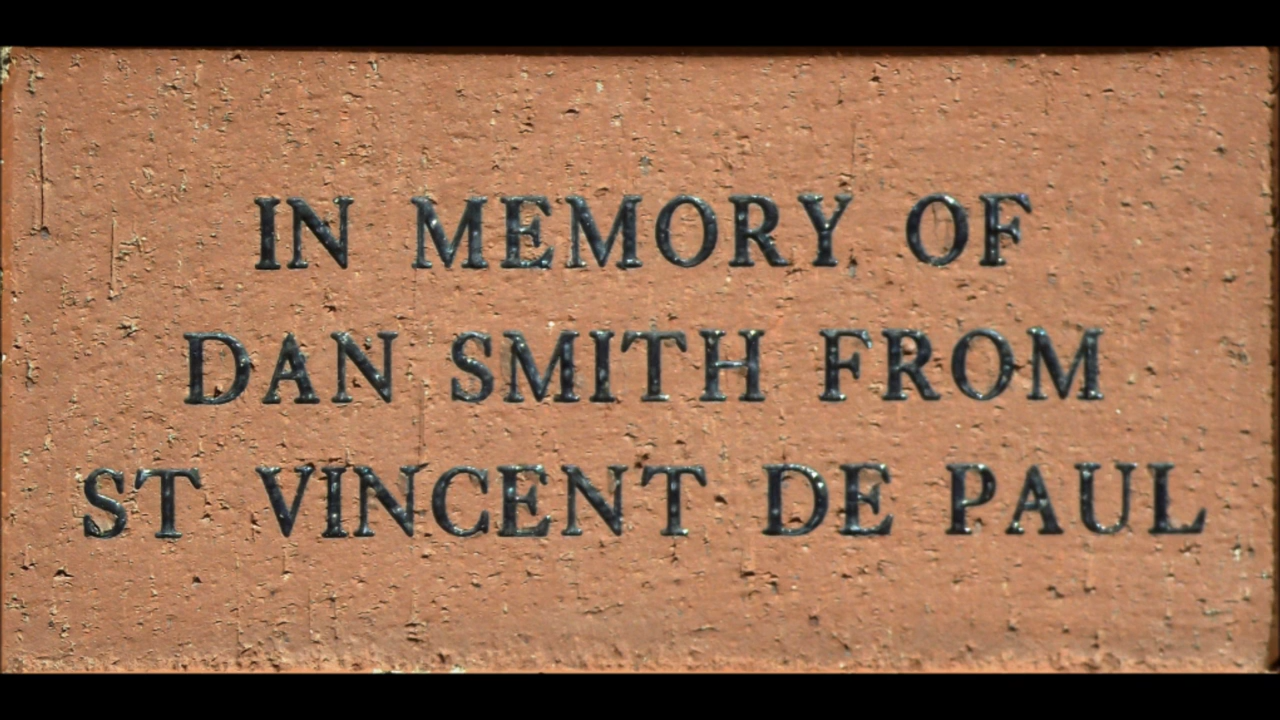 IN MEMORY OF
DAN SMITH FROM
ST VINCENT DE PAUL